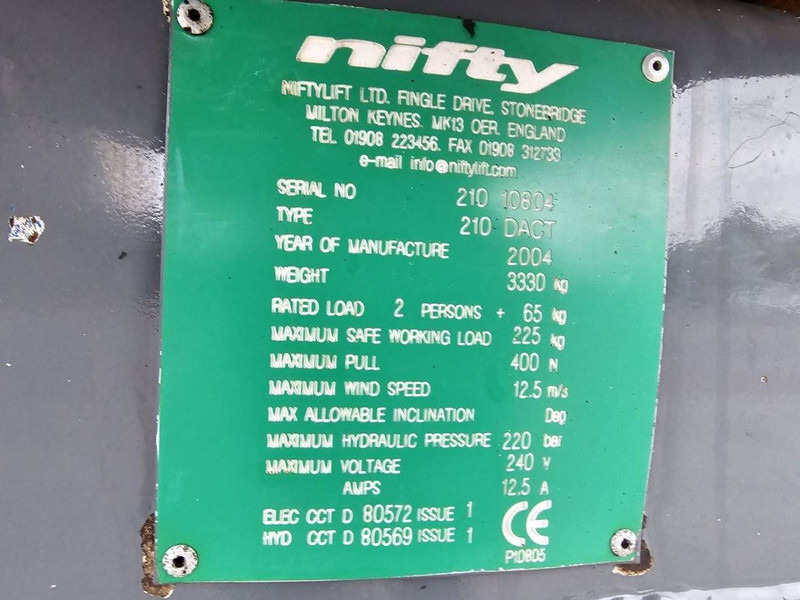 nifty
NIFTYLIFT LTD. FINGLE DRIVE. STONEBRIDGE
MILTON KEYNES. MK13 OER. ENGLAND
TEL 01908 223456. FAX 01908 312733
e-mail info@niftylift.com
SERIAL NO 210 10804
TYPE 210 DACT
YEAR OF MANUFACTURE 2004
WEIGHT 3330 kg
RATED LOAD 2 PERSONS + 65 kg
MAXIMUM SAFE WORKING LOAD 225 kg
MAXIMUM PULL 400 N
MAXIMUM WIND SPEED 12.5 m/s
MAX ALLOWABLE INCLINATION Deg
MAXIMUM HYDRAULIC PRESSURE 220 bar
MAXIMUM VOLTAGE 240 V
AMPS 12.5 A
ELEC CCT D 80572 ISSUE 1
HYD CCT D 80569 ISSUE 1
CE
P10805